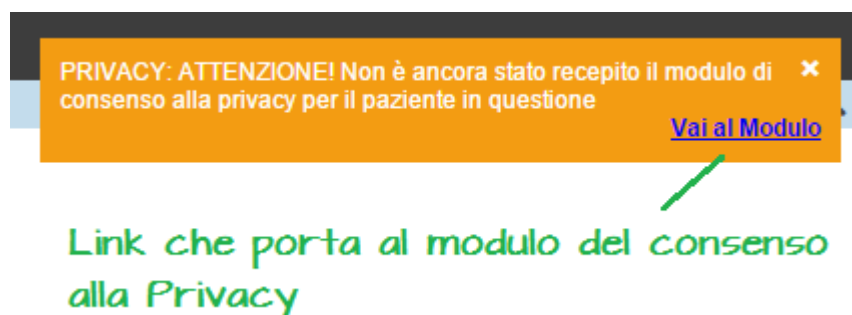 PRIVACY: ATTENZIONE! Non è ancora stato recepito il modulo di
consenso alla privacy per il paziente in questione
Vai al Modulo
Link che porta al modulo del consenso
alla Privacy